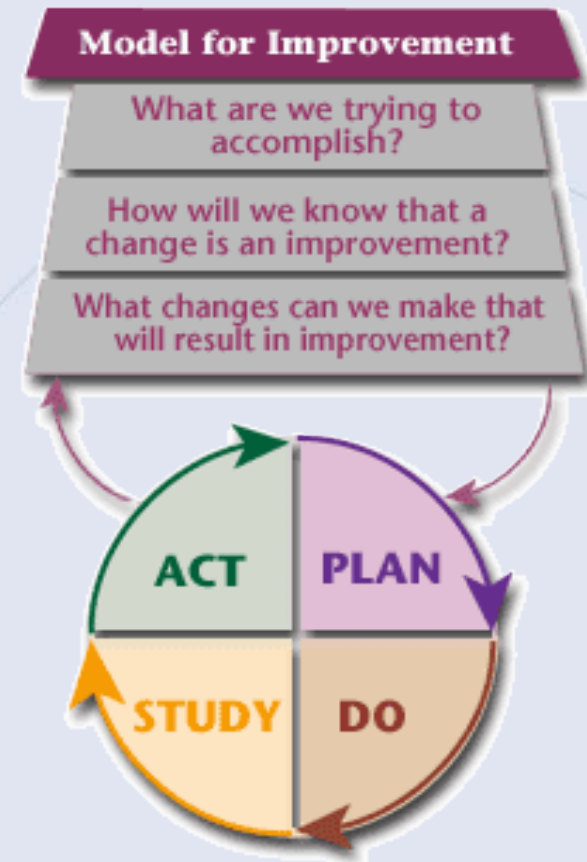 Model for Improvement
What are we trying to
accomplish?
How will we know that a
change is an improvement?
What changes can we make that
will result in improvement?
ACT
PLAN
STUDY
DO